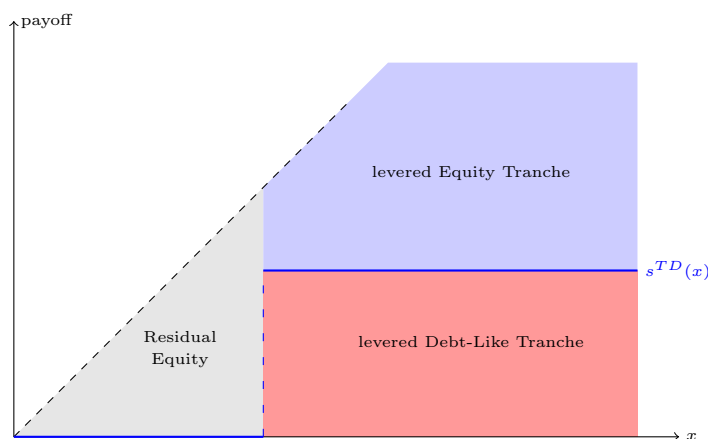 payoff
levered Equity Tranche
s^{TD}(x)
Residual
Equity
levered Debt-Like Tranche
x